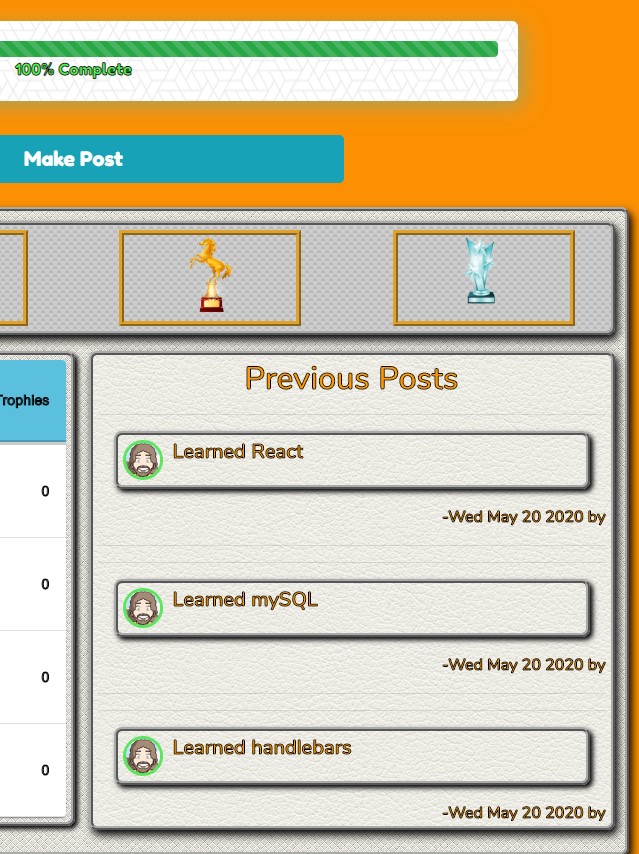 100% Complete
Make Post
Trophies
0
0
0
0
Previous Posts
Learned React
-Wed May 20 2020 by
Learned mySQL
-Wed May 20 2020 by
Learned handlebars
-Wed May 20 2020 by